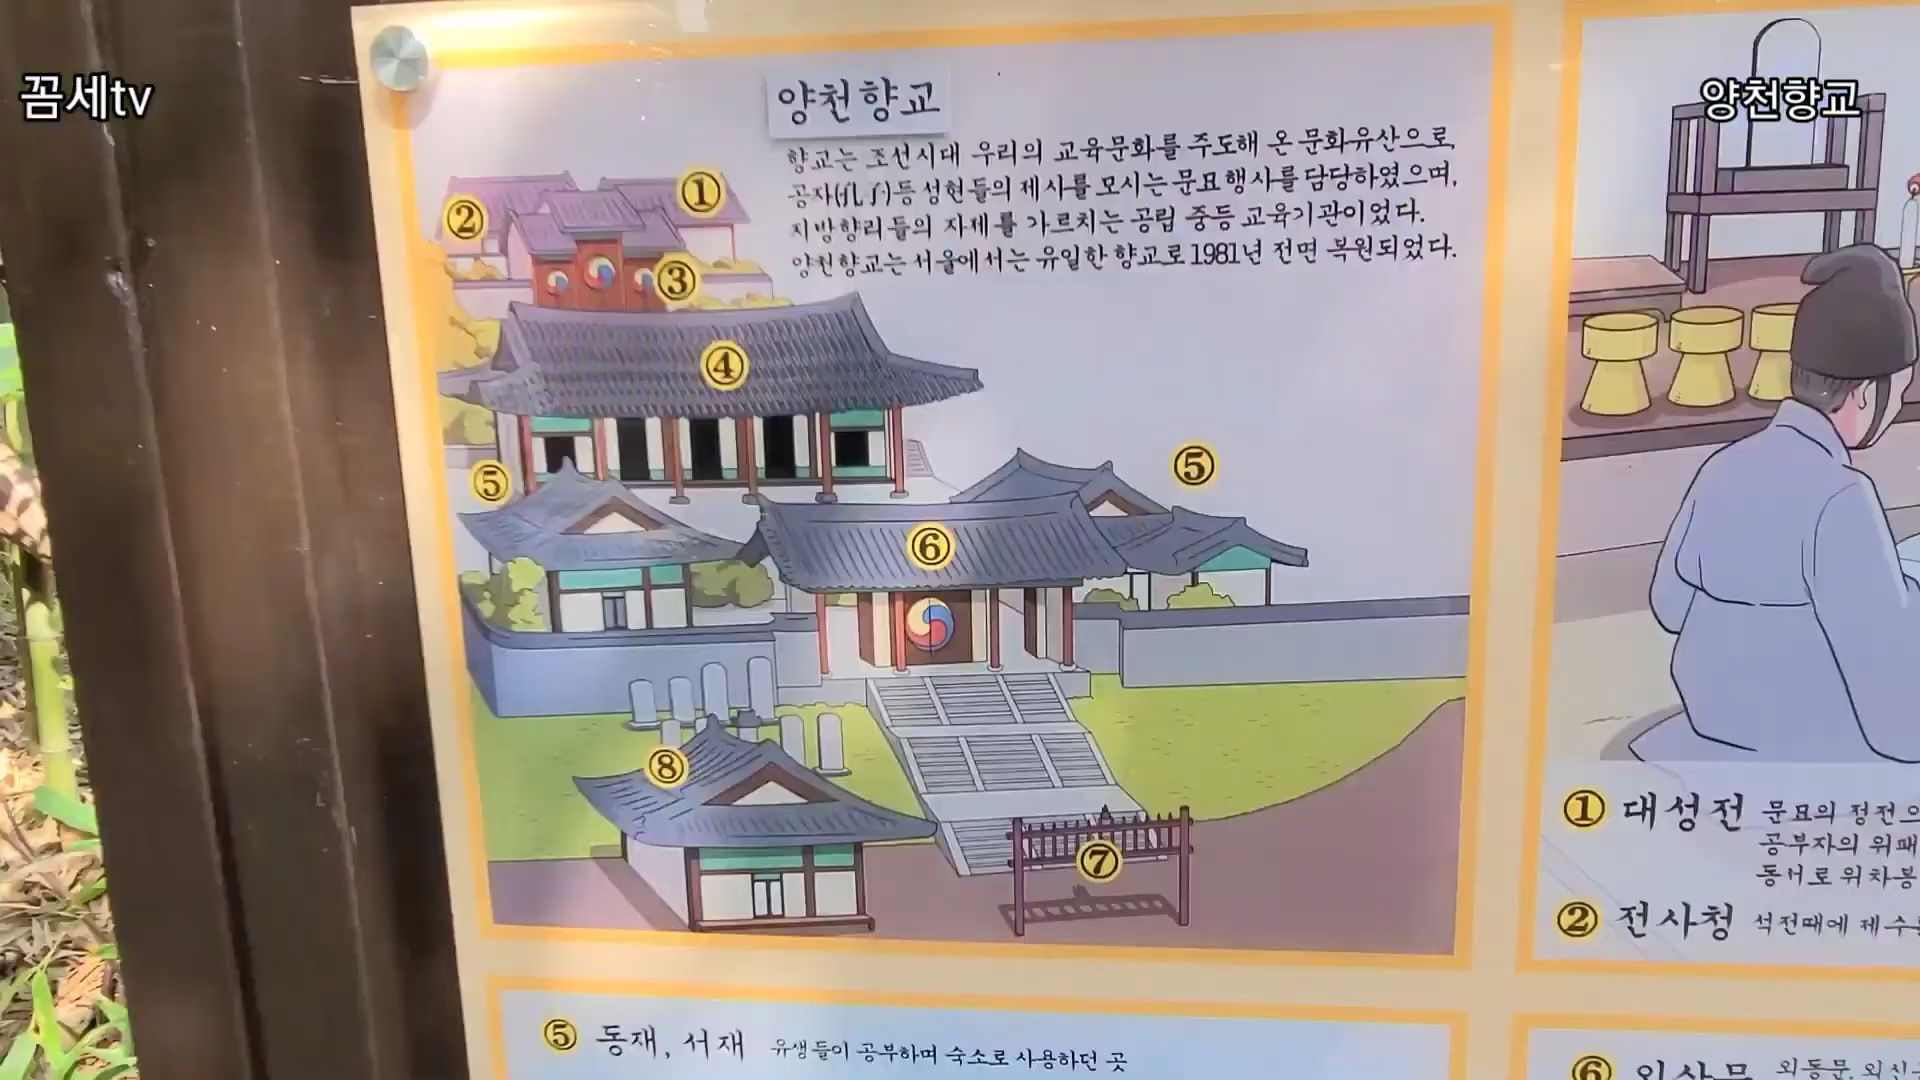 꼼세tv
양천향교
양천향교
향교는 조선시대 우리의 교육문화를 주도해 온 문화유산으로,
공자(孔子)등 성현들의 제사를 모시는 문묘행사를 담당하였으며,
지방향리들의 자제를 가르치는 공립 중등 교육기관이었다.
양천향교는 서울에서는 유일한 향교로 1981년 전면 복원되었다.
①
②
③
④
⑤
⑤
⑥
⑧
⑦
① 대성전 문묘의 정전으
공부자의 위패
동서로 위차봉
② 전사청 석전때에 제수
⑤ 동재, 서재 유생들이 공부하며 숙소로 사용하던 곳
⑥ 외삼문 외동문, 외신